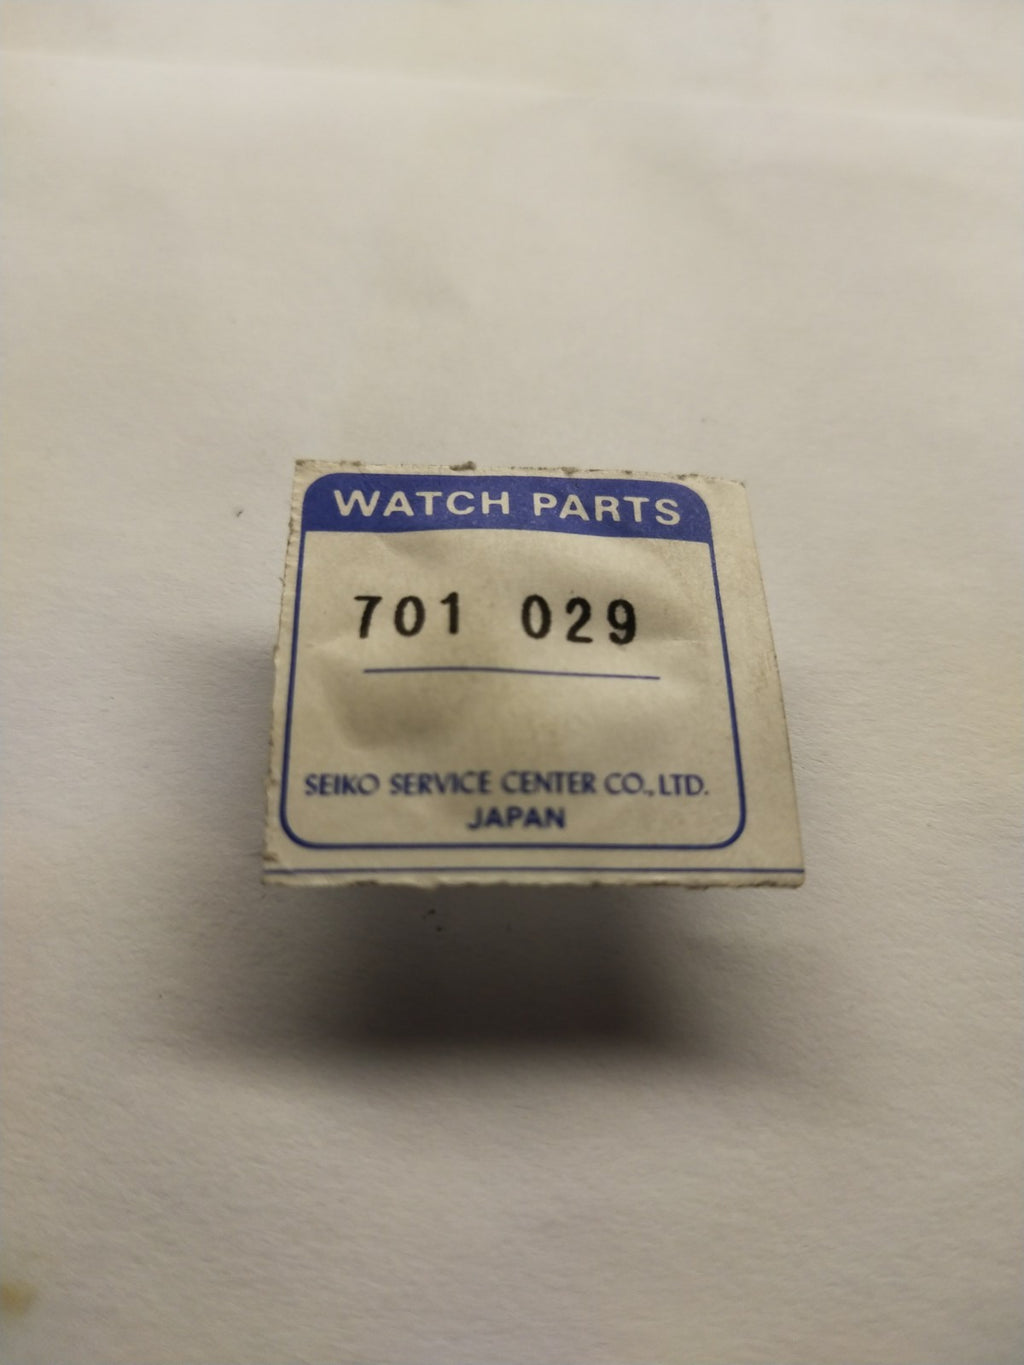 WATCH PARTS
701 029
SEIKO SERVICE CENTER CO., LTD.
JAPAN